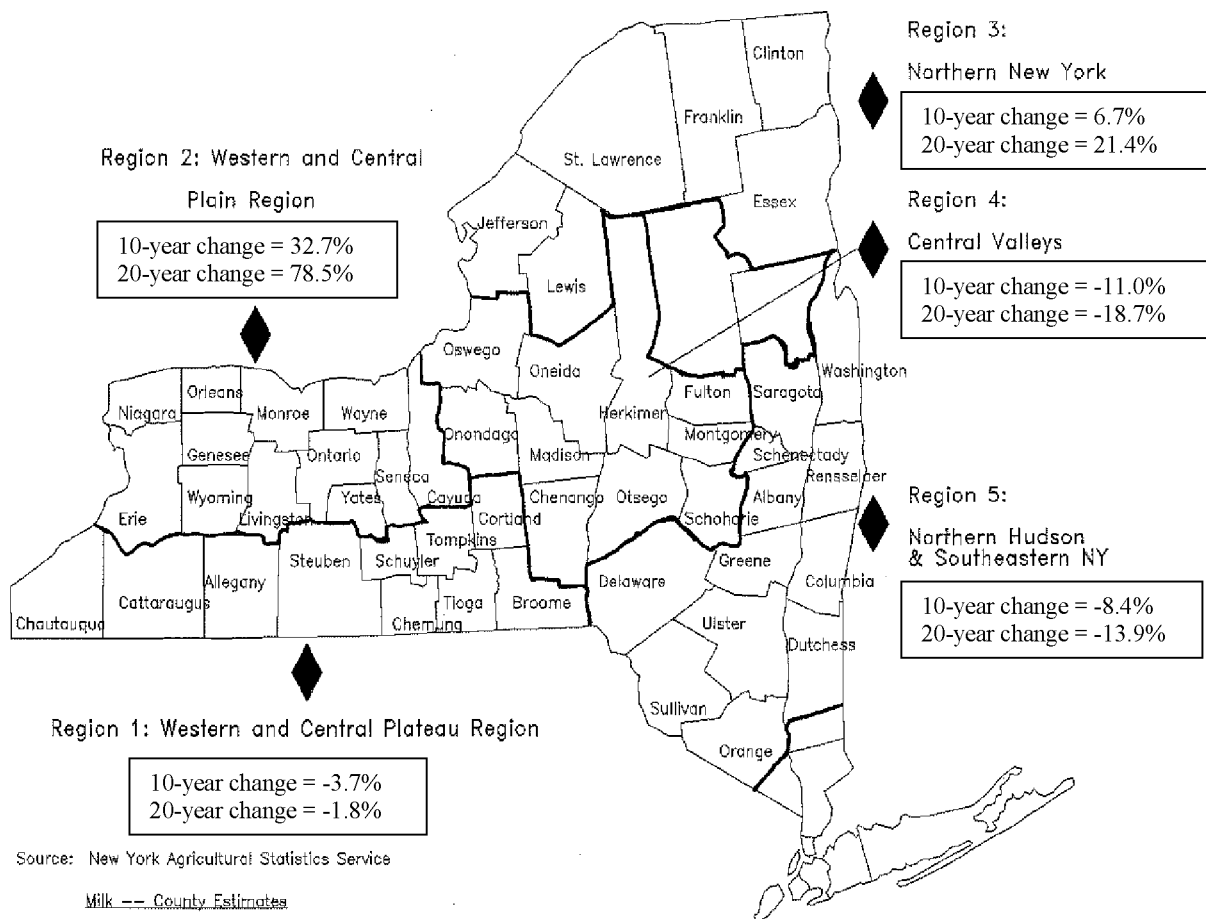 Region 3:
Northern New York
10-year change = 6.7%
20-year change = 21.4%
Region 4:
Central Valleys
10-year change = -11.0%
20-year change = -18.7%
Region 5:
Northern Hudson
& Southeastern NY
10-year change = -8.4%
20-year change = -13.9%
Region 2: Western and Central
Plain Region
10-year change = 32.7%
20-year change = 78.5%
Clinton
Franklin
St. Lawrence
Essex
Jefferson
Lewis
Oswego
Oneida
Herkimer
Fulton
Saratoga
Washington
Niagara
Orleans
Monroe
Wayne
Onondaga
Madison
Montgomery
Schenectady
Rensselaer
Genesee
Ontario
Seneca
Cayuga
Wyoming
Livingston
Yates
Erie
Cortland
Chenango
Otsego
Schoharie
Albany
Tompkins
Steuben
Schuyler
Greene
Columbia
Chautauqua
Cattaraugus
Allegany
Chemung
Tioga
Broome
Delaware
Ulster
Dutchess
Sullivan
Orange
Region 1: Western and Central Plateau Region
10-year change = -3.7%
20-year change = -1.8%
Source: New York Agricultural Statistics Service
Milk -- County Estimates